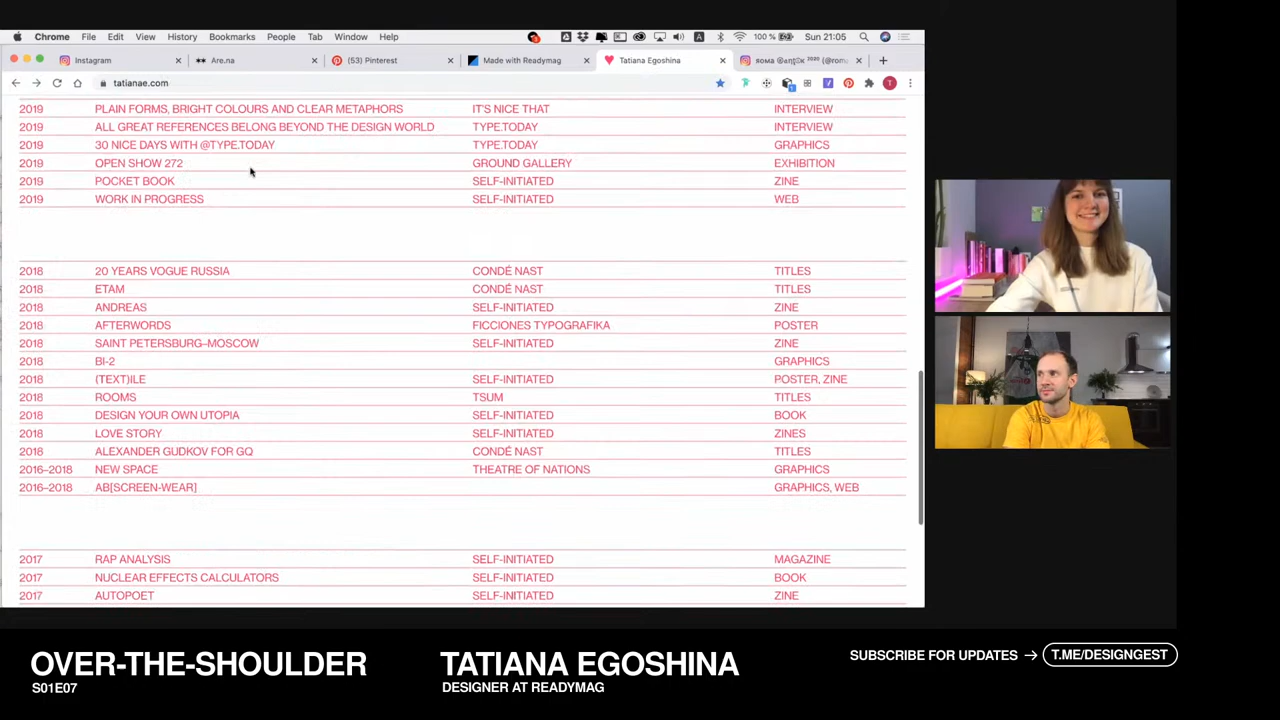 Chrome File Edit View History Bookmarks People Tab Window Help 100 % Sun 21:05
Instagram Are.na (53) Pinterest Made with Readymag Tatiana Egoshina
tatianae.com
2019 PLAIN FORMS, BRIGHT COLOURS AND CLEAR METAPHORS IT'S NICE THAT INTERVIEW
2019 ALL GREAT REFERENCES BELONG BEYOND THE DESIGN WORLD TYPE.TODAY INTERVIEW
2019 30 NICE DAYS WITH @TYPE.TODAY TYPE.TODAY GRAPHICS
2019 OPEN SHOW 272 GROUND GALLERY EXHIBITION
2019 POCKET BOOK SELF-INITIATED ZINE
2019 WORK IN PROGRESS SELF-INITIATED WEB
2018 20 YEARS VOGUE RUSSIA CONDÉ NAST TITLES
2018 ETAM CONDÉ NAST TITLES
2018 ANDREAS SELF-INITIATED ZINE
2018 AFTERWORDS FICCIONES TYPOGRAFIKA POSTER
2018 SAINT PETERSBURG–MOSCOW SELF-INITIATED ZINE
2018 BI-2 GRAPHICS
2018 (TEXT)ILE SELF-INITIATED POSTER, ZINE
2018 ROOMS TSUM TITLES
2018 DESIGN YOUR OWN UTOPIA SELF-INITIATED BOOK
2018 LOVE STORY SELF-INITIATED ZINES
2018 ALEXANDER GUDKOV FOR GQ CONDÉ NAST TITLES
2016–2018 NEW SPACE THEATRE OF NATIONS GRAPHICS
2016–2018 AB[SCREEN-WEAR] GRAPHICS, WEB
2017 RAP ANALYSIS SELF-INITIATED MAGAZINE
2017 NUCLEAR EFFECTS CALCULATORS SELF-INITIATED BOOK
2017 AUTOPOET SELF-INITIATED ZINE
OVER-THE-SHOULDER
S01E07
TATIANA EGOSHINA
DESIGNER AT READYMAG
SUBSCRIBE FOR UPDATES → T.ME/DESIGNGEST